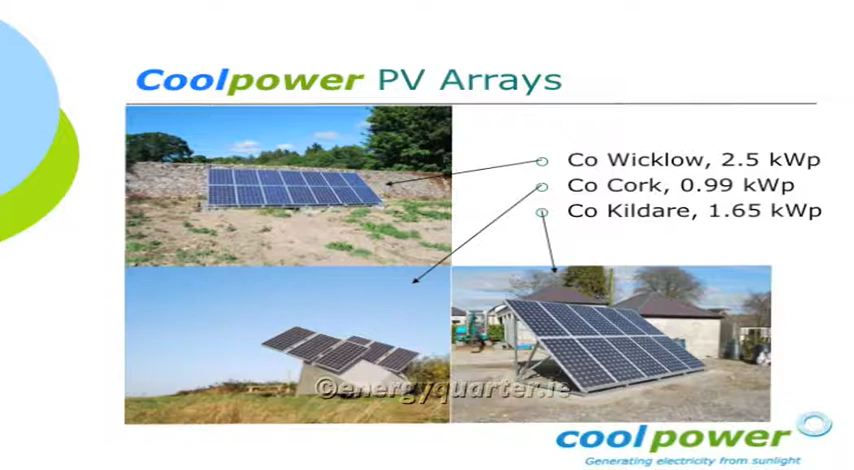 Coolpower PV Arrays
Co Wicklow, 2.5 kWp
Co Cork, 0.99 kWp
Co Kildare, 1.65 kWp
©energyquarter.ie
coolpower
Generating electricity from sunlight